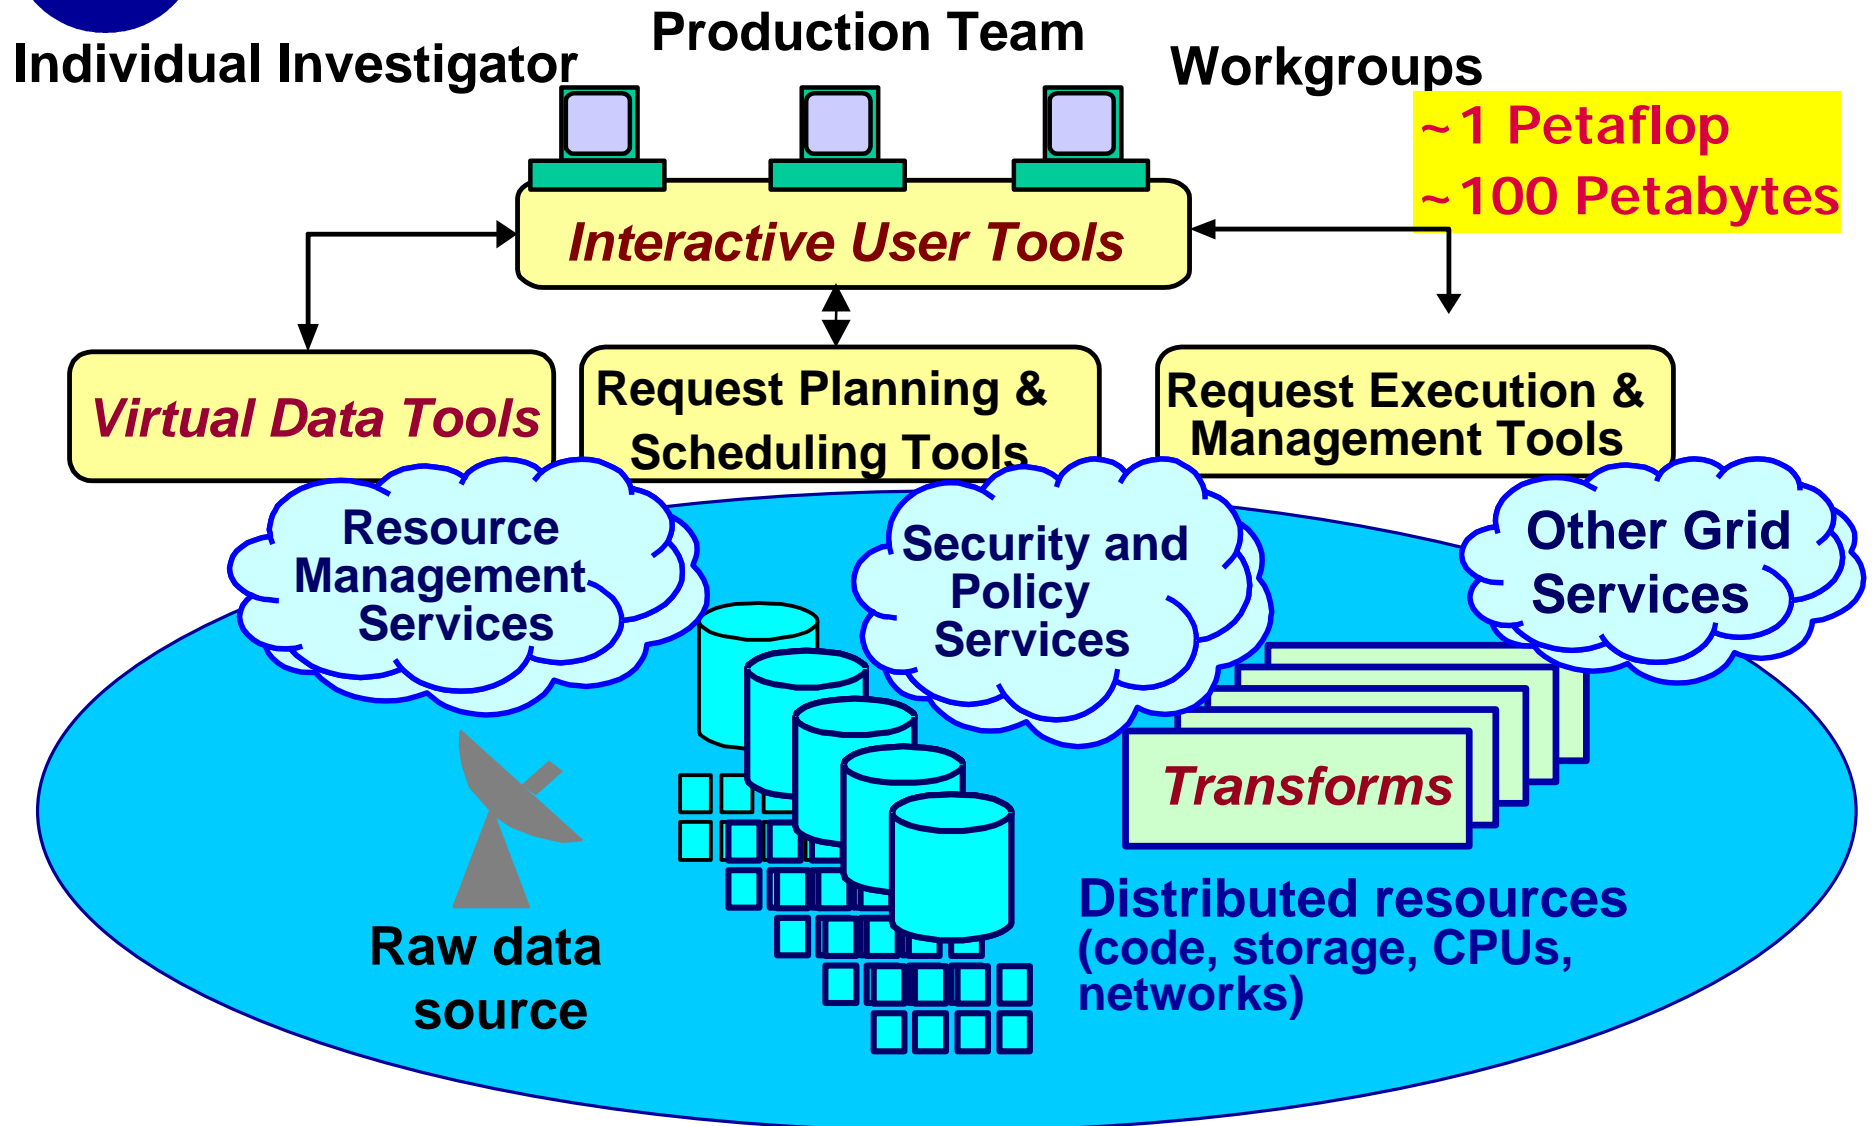 Production Team
Individual Investigator
Workgroups
~1 Petaflop
~100 Petabytes
Interactive User Tools
Virtual Data Tools
Request Planning &
Scheduling Tools
Request Execution &
Management Tools
Resource
Management
Services
Security and
Policy
Services
Other Grid
Services
Transforms
Raw data
source
Distributed resources
(code, storage, CPUs,
networks)